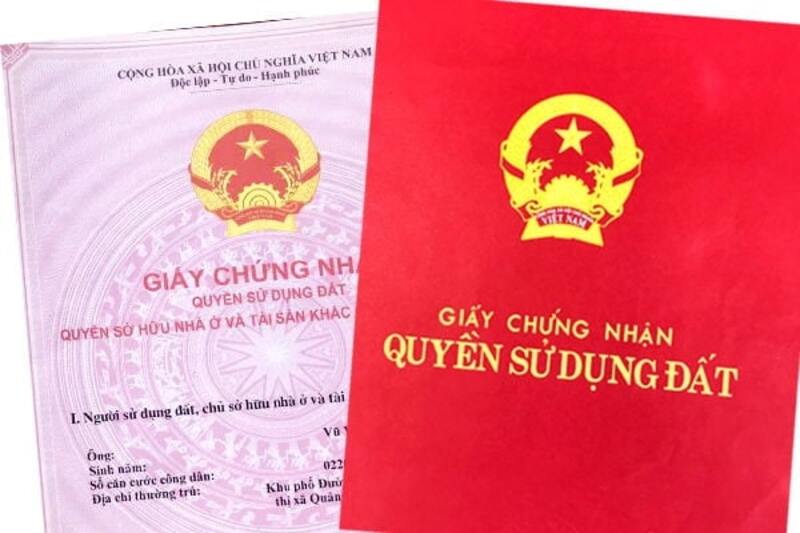 CỘNG HÒA XÃ HỘI CHỦ NGHĨA VIỆT NAM
Độc lập - Tự do - Hạnh phúc
GIẤY CHỨNG NHẬ
QUYỀN SỬ DỤNG ĐẤT
QUYỀN SỞ HỮU NHÀ Ở VÀ TÀI SẢN KHÁC
I. Người sử dụng đất, chủ sở hữu nhà ở và tài
Vũ
Ông:
Sinh năm:
022
Số căn cước công dân:
Địa chỉ thường trú:
Khu phố Đườ
thị xã Quản
VIỆT NAM
GIẤY CHỨNG NHẬN
QUYỀN SỬ DỤNG ĐẤT